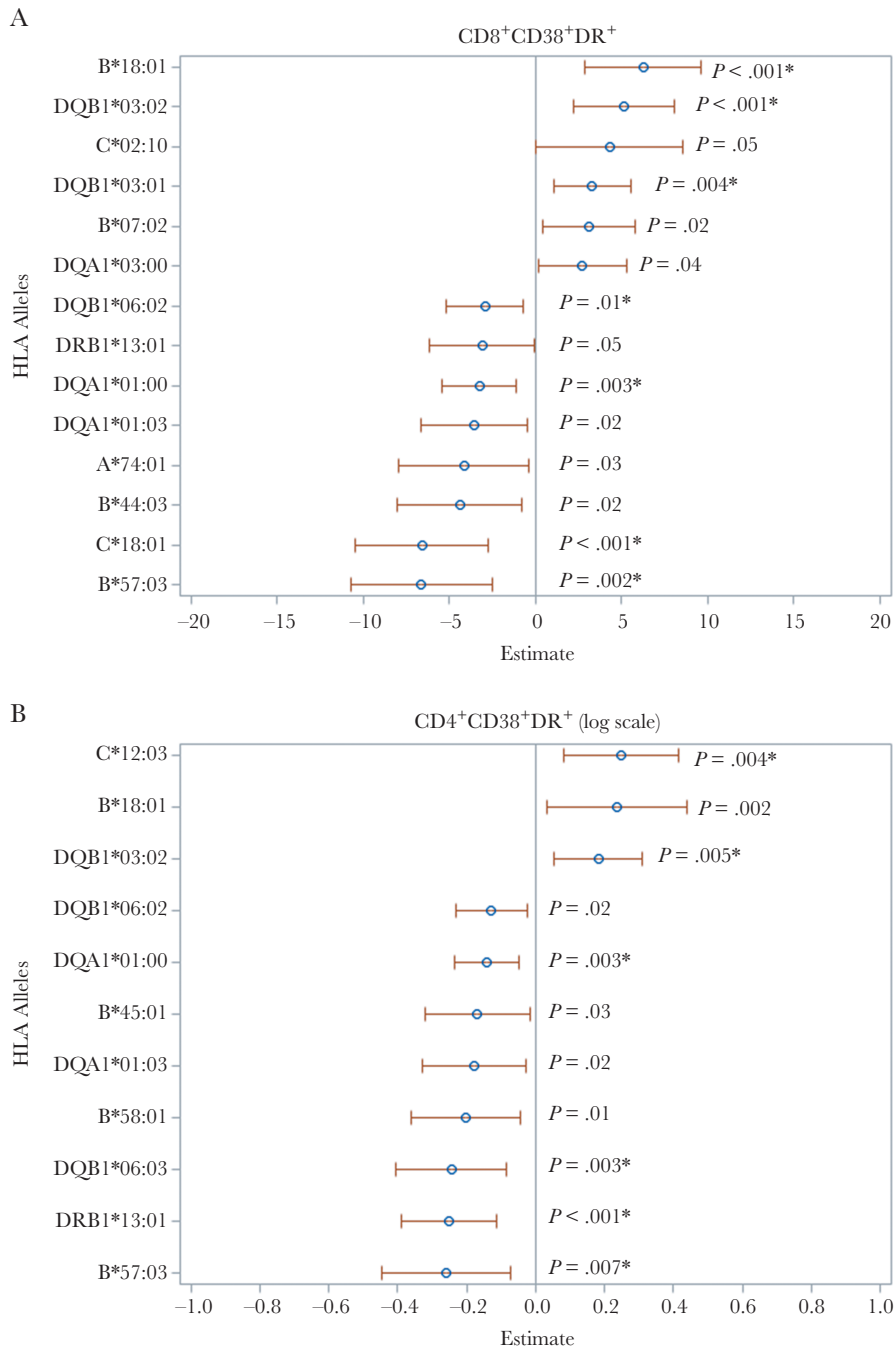 A
CD8+CD38+DR+
B*18:01 P < .001*
DQB1*03:02 P < .001*
C*02:10 P = .05
DQB1*03:01 P = .004*
B*07:02 P = .02
DQA1*03:00 P = .04
DQB1*06:02 P = .01*
DRB1*13:01 P = .05
DQA1*01:00 P = .003*
DQA1*01:03 P = .02
A*74:01 P = .03
B*44:03 P = .02
C*18:01 P < .001*
B*57:03 P = .002*
HLA Alleles
−20 −15 −10 −5 0 5 10 15 20
Estimate
B
CD4+CD38+DR+ (log scale)
C*12:03 P = .004*
B*18:01 P = .002
DQB1*03:02 P = .005*
DQB1*06:02 P = .02
DQA1*01:00 P = .003*
B*45:01 P = .03
DQA1*01:03 P = .02
B*58:01 P = .01
DQB1*06:03 P = .003*
DRB1*13:01 P < .001*
B*57:03 P = .007*
HLA Alleles
−1.0 −0.8 −0.6 −0.4 −0.2 0.0 0.2 0.4 0.6 0.8 1.0
Estimate